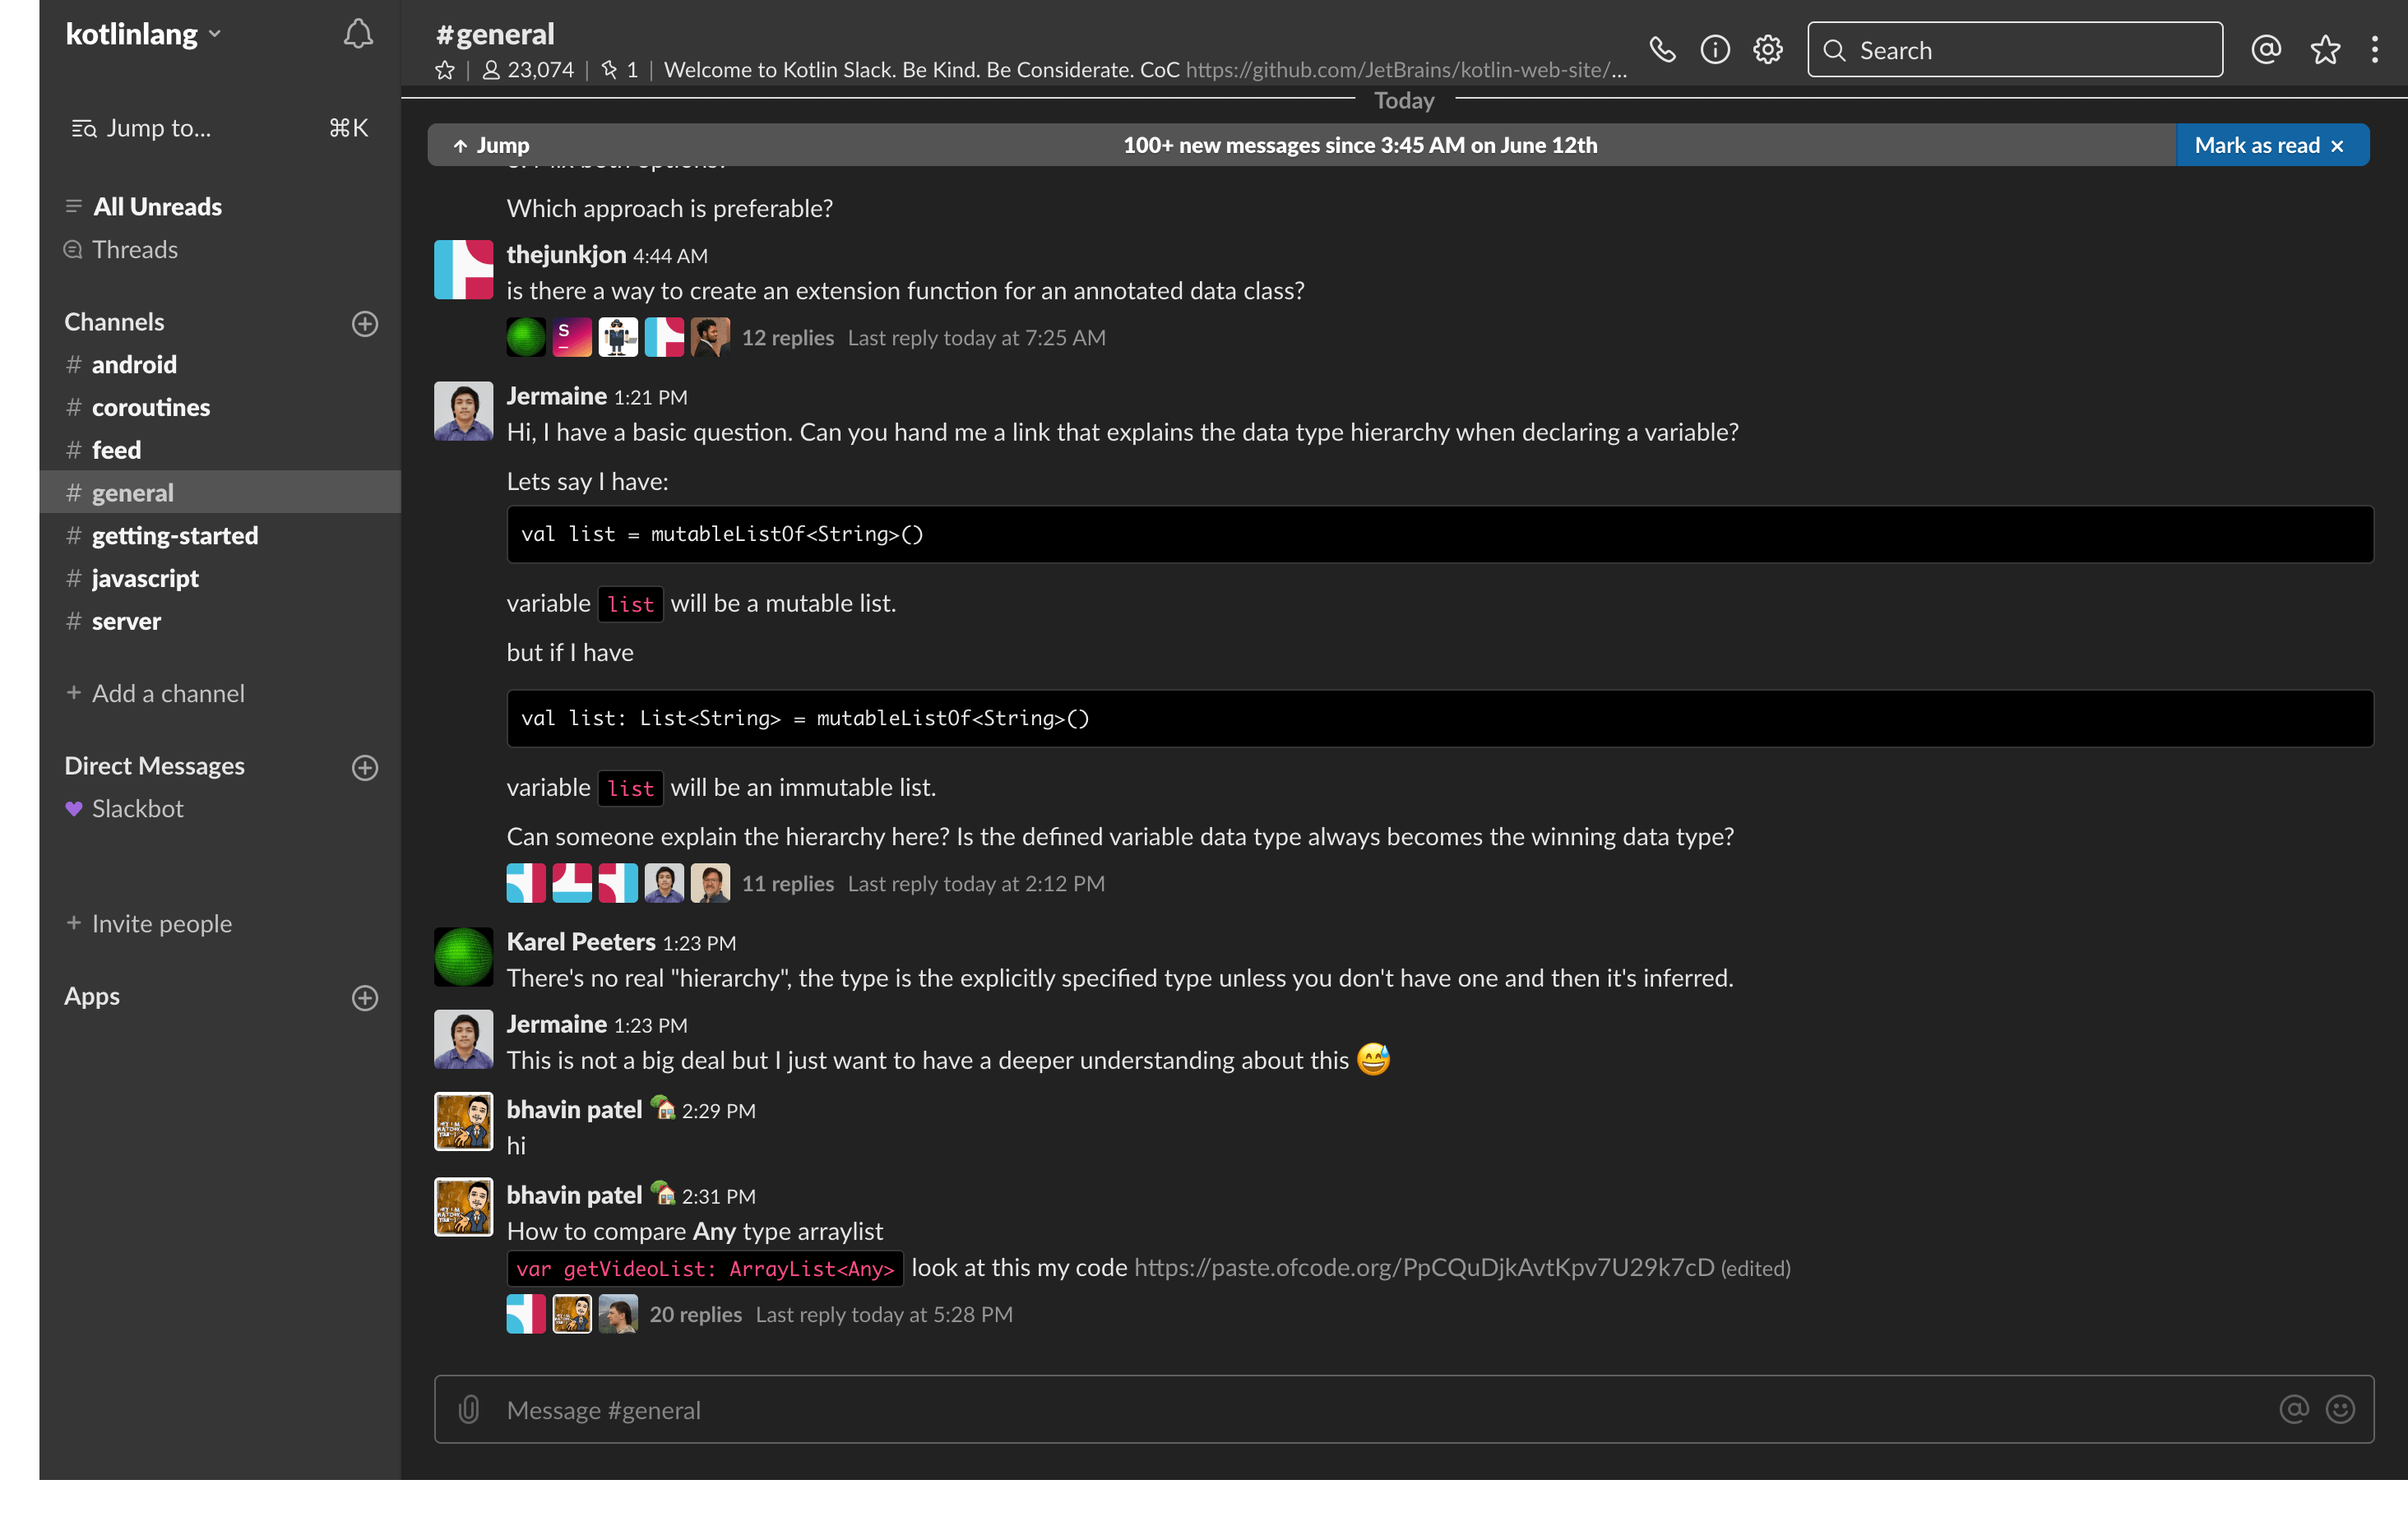 kotlinlang
Jump to... ⌘K
All Unreads
Threads
Channels
# android
# coroutines
# feed
# general
# getting-started
# javascript
# server
+ Add a channel
Direct Messages
Slackbot
+ Invite people
Apps
#general
23,074 | 1 | Welcome to Kotlin Slack. Be Kind. Be Considerate. CoC https://github.com/JetBrains/kotlin-web-site/...
Search
Today
↑ Jump
100+ new messages since 3:45 AM on June 12th
Mark as read ×
Which approach is preferable?
thejunkjon 4:44 AM
is there a way to create an extension function for an annotated data class?
S
12 replies Last reply today at 7:25 AM
Jermaine 1:21 PM
Hi, I have a basic question. Can you hand me a link that explains the data type hierarchy when declaring a variable?
Lets say I have:
val list = mutableListOf<String>()
variable list will be a mutable list.
but if I have
val list: List<String> = mutableListOf<String>()
variable list will be an immutable list.
Can someone explain the hierarchy here? Is the defined variable data type always becomes the winning data type?
11 replies Last reply today at 2:12 PM
Karel Peeters 1:23 PM
There's no real "hierarchy", the type is the explicitly specified type unless you don't have one and then it's inferred.
Jermaine 1:23 PM
This is not a big deal but I just want to have a deeper understanding about this 😅
bhavin patel 🏡 2:29 PM
hi
bhavin patel 🏡 2:31 PM
How to compare Any type arraylist
var getVideoList: ArrayList<Any> look at this my code https://paste.ofcode.org/PpCQuDjkAvtKpv7U29k7cD (edited)
20 replies Last reply today at 5:28 PM
Message #general